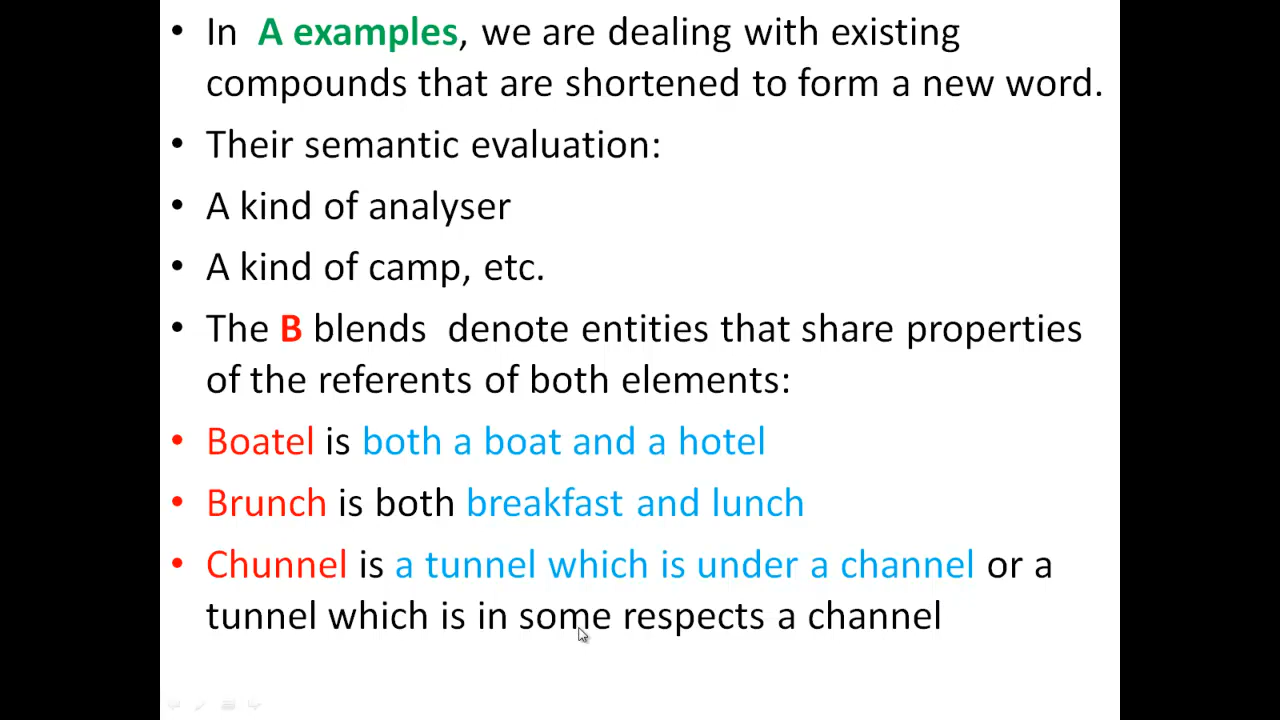 • In A examples, we are dealing with existing
compounds that are shortened to form a new word.
• Their semantic evaluation:
• A kind of analyser
• A kind of camp, etc.
• The B blends denote entities that share properties
of the referents of both elements:
• Boatel is both a boat and a hotel
• Brunch is both breakfast and lunch
• Chunnel is a tunnel which is under a channel or a
tunnel which is in some respects a channel